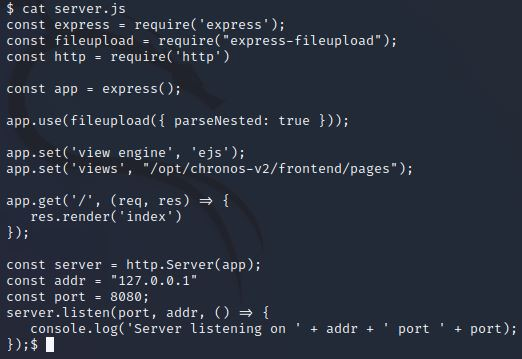 $ cat server.js
const express = require('express');
const fileupload = require("express-fileupload");
const http = require('http')

const app = express();

app.use(fileupload({ parseNested: true }));

app.set('view engine', 'ejs');
app.set('views', "/opt/chronos-v2/frontend/pages");

app.get('/', (req, res) ⇒ {
   res.render('index')
});

const server = http.Server(app);
const addr = "127.0.0.1"
const port = 8080;
server.listen(port, addr, () ⇒ {
   console.log('Server listening on ' + addr + ' port ' + port);
});$